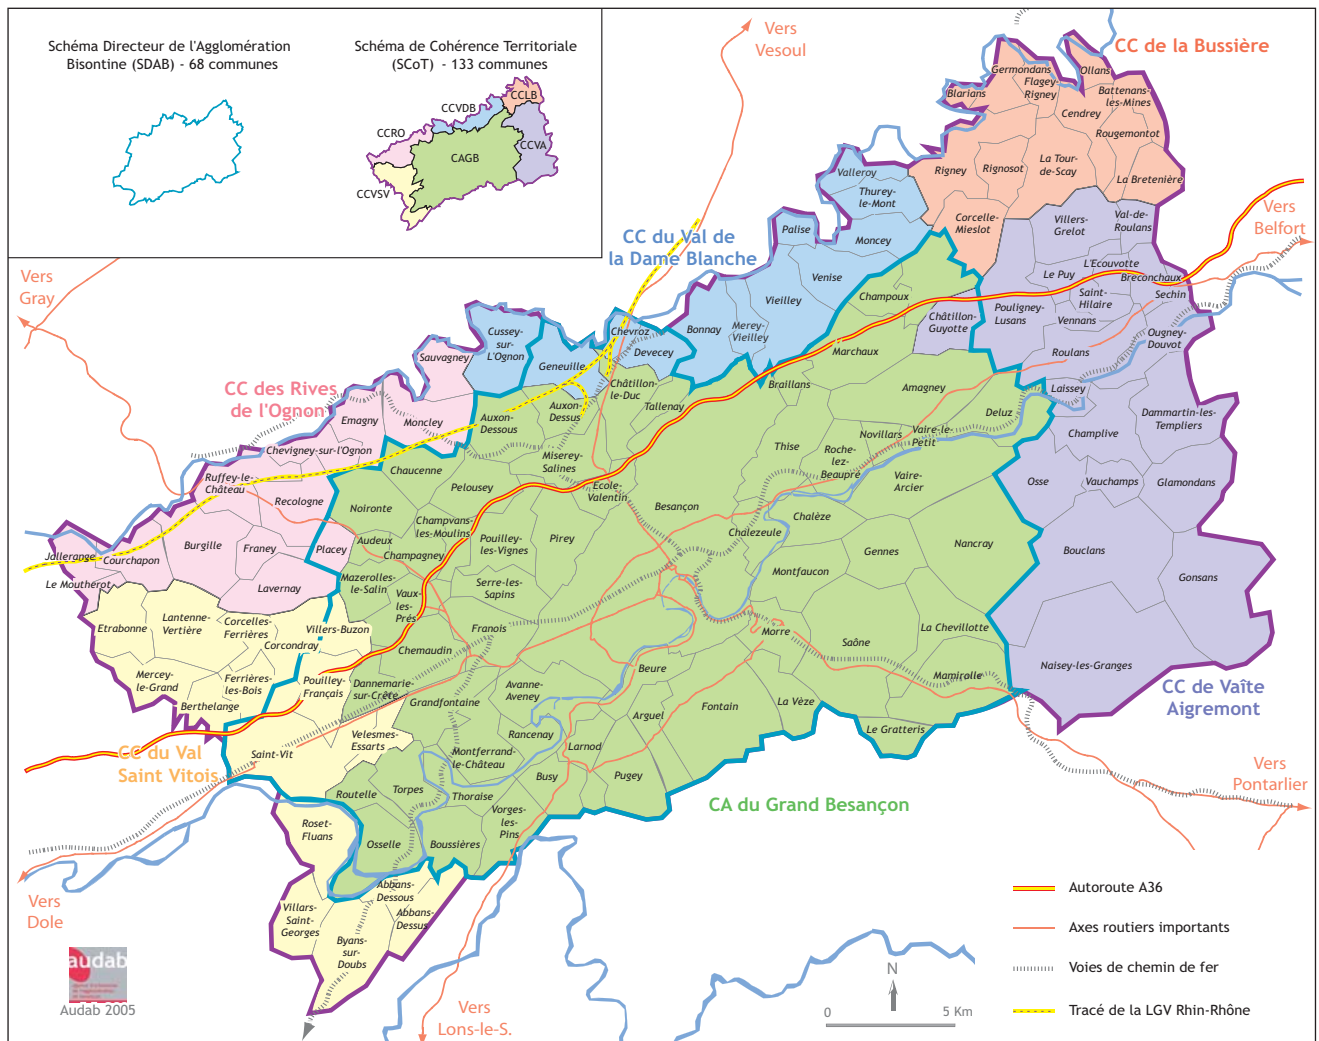 Schéma Directeur de l'Agglomération
Bisontine (SDAB) - 68 communes
Schéma de Cohérence Territoriale
(SCoT) - 133 communes
CCLB
CCVDB
CCRO
CCVA
CAGB
CCVSV
Vers
Vesoul
CC de la Bussière
Germondans
Flagey-
Rigney
Ollans
Blarians
Battenans-
les-Mines
Cendrey
Rougemontot
La Tour-
de-Scay
Rigney
Rignosot
La Bretenière
Corcelle-
Mieslot
Valleroy
Thurey-
le-Mont
Palise
Moncey
Venise
Vieilley
Bonnay
Merey-
Vieilley
CC du Val de
la Dame Blanche
Vers
Belfort
Villers-
Grelot
Val-de-
Roulans
L'Ecouvotte
Le Puy
Breconchaux
Saint-
Hilaire
Sechin
Pouligney-
Lusans
Vennans
Ougney-
Douvot
Roulans
Châtillon-
Guyotte
Champoux
Marchaux
Laissey
Vers
Gray
Cussey-
sur-
L'Ognon
Chevroz
Devecey
Geneuille
Sauvagney
CC des Rives
de l'Ognon
Emagny
Moncley
Chevigney-sur-l'Ognon
Ruffey-le-
Château
Recologne
Burgille
Franey
Placey
Jallerange
Courchapon
Le Moutherot
Lavernay
Châtillon-
le-Duc
Tallenay
Auxon-
Dessus
Auxon-
Dessous
Braillans
Amagney
Deluz
Dammartin-les-
Templiers
Champlive
Thise
Novillars
Vaire-le-
Petit
Roche-
lez-
Beaupré
Vaire-
Arcier
Osse
Vauchamps
Glamondans
Miserey-
Salines
Chaucenne
Pelousey
Ecole-
Valentin
Besançon
Noironte
Champvans-
les-Moulins
Audeux
Champagney
Pouilley-
les-Vignes
Pirey
Chalèze
Chalezeule
Gennes
Nancray
Bouclans
Gonsans
Montfaucon
Mazerolles-
le-Salin
Vaux-
les-
Prés
Serre-les-
Sapins
Franois
Chemaudin
Etrabonne
Lantenne-
Vertière
Corcelles-
Ferrières
Villers-Buzon
Corcondray
Mercey-
le-Grand
Ferrières-
les-Bois
Berthelange
Pouilley-
Français
Dannemarie-
sur-Crête
Grandfontaine
Velesmes-
Essarts
Saint-Vit
CC du Val
Saint Vitois
Morre
Saône
La Chevillotte
Mamirolle
Naisey-les-Granges
CC de Vaîte
Aigremont
Beure
Avanne-
Aveney
Rancenay
Arguel
Fontain
La Vèze
Le Gratteris
Larnod
Montferrand-
le-Château
Busy
Pugey
Routelle
Torpes
Thoraise
Vorges-
les-
Pins
Osselle
Boussières
CA du Grand Besançon
Vers
Pontarlier
Roset-
Fluans
Abbans-
Dessous
Abbans-
Dessus
Villars-
Saint-
Georges
Byans-
sur-
Doubs
Vers
Dole
Vers
Lons-le-S.
Autoroute A36
Axes routiers importants
Voies de chemin de fer
Tracé de la LGV Rhin-Rhône
N
0
5 Km
audab
Audab 2005